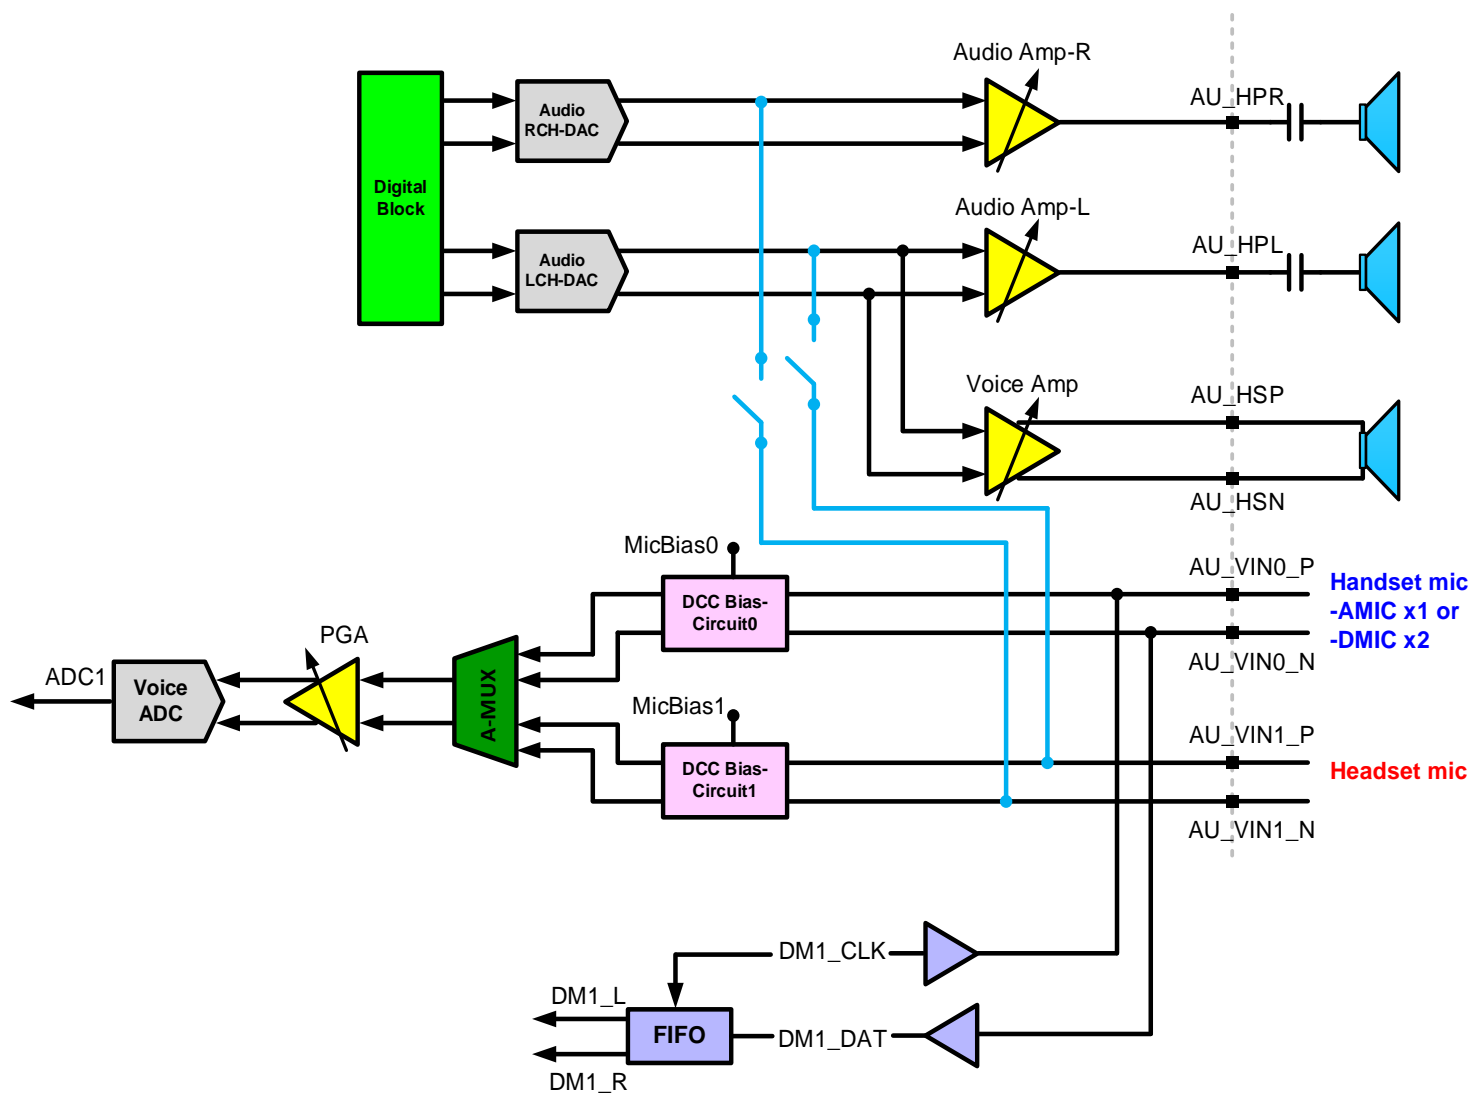 Audio Amp-R
AU_HPR
Audio
RCH-DAC
Digital
Block
Audio Amp-L
AU_HPL
Audio
LCH-DAC
Voice Amp
AU_HSP
AU_HSN
MicBias0
AU_VIN0_P
DCC Bias-
Circuit0
Handset mic
-AMIC x1 or
-DMIC x2
AU_VIN0_N
PGA
ADC1
Voice
ADC
A-MUX
MicBias1
AU_VIN1_P
DCC Bias-
Circuit1
Headset mic
AU_VIN1_N
DM1_CLK
DM1_L
FIFO
DM1_DAT
DM1_R